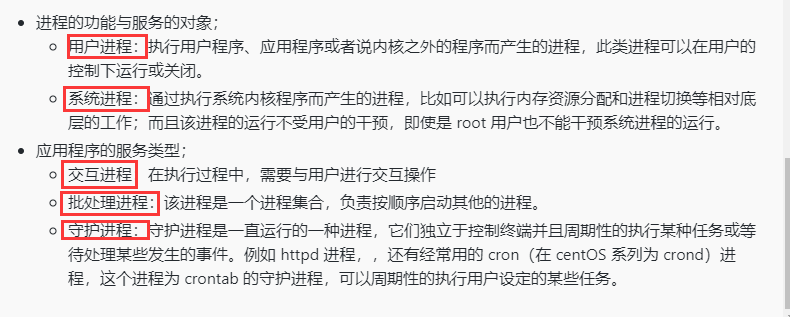 进程的功能与服务的对象；
用户进程：执行用户程序、应用程序或者说内核之外的程序而产生的进程，此类进程可以在用户的
控制下运行或关闭。
系统进程：通过执行系统内核程序而产生的进程，比如可以执行内存资源分配和进程切换等相对底
层的工作；而且该进程的运行不受用户的干预，即使是 root 用户也不能干预系统进程的运行。
应用程序的服务类型；
交互进程 在执行过程中，需要与用户进行交互操作
批处理进程：该进程是一个进程集合，负责按顺序启动其他的进程。
守护进程：守护进程是一直运行的一种进程，它们独立于控制终端并且周期性的执行某种任务或等
待处理某些发生的事件。例如 httpd 进程，，还有经常用的 cron（在 centOS 系列为 crond）进
程，这个进程为 crontab 的守护进程，可以周期性的执行用户设定的某些任务。